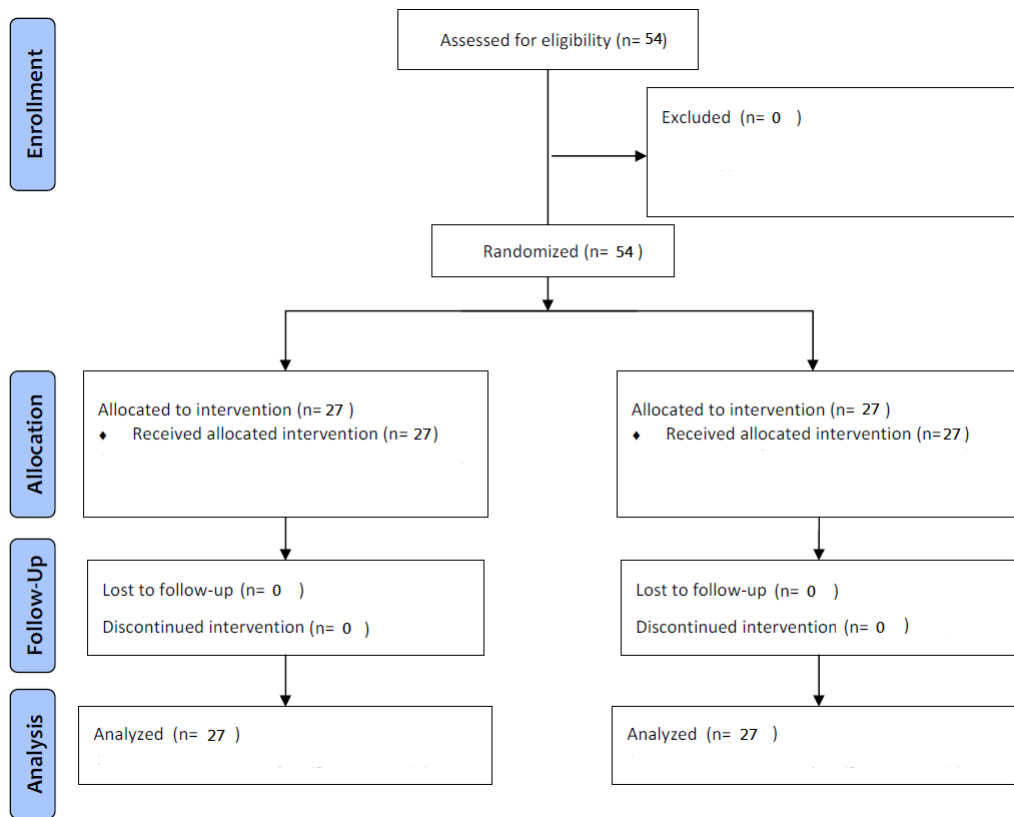 Enrollment
Assessed for eligibility (n= 54)
Excluded (n= 0 )
Randomized (n= 54 )
Allocation
Allocated to intervention (n= 27 )
♦ Received allocated intervention (n= 27)
Allocated to intervention (n= 27 )
♦ Received allocated intervention (n=27 )
Follow-Up
Lost to follow-up (n= 0 )
Discontinued intervention (n= 0 )
Lost to follow-up (n= 0 )
Discontinued intervention (n= 0 )
Analysis
Analyzed (n= 27 )
Analyzed (n= 27 )